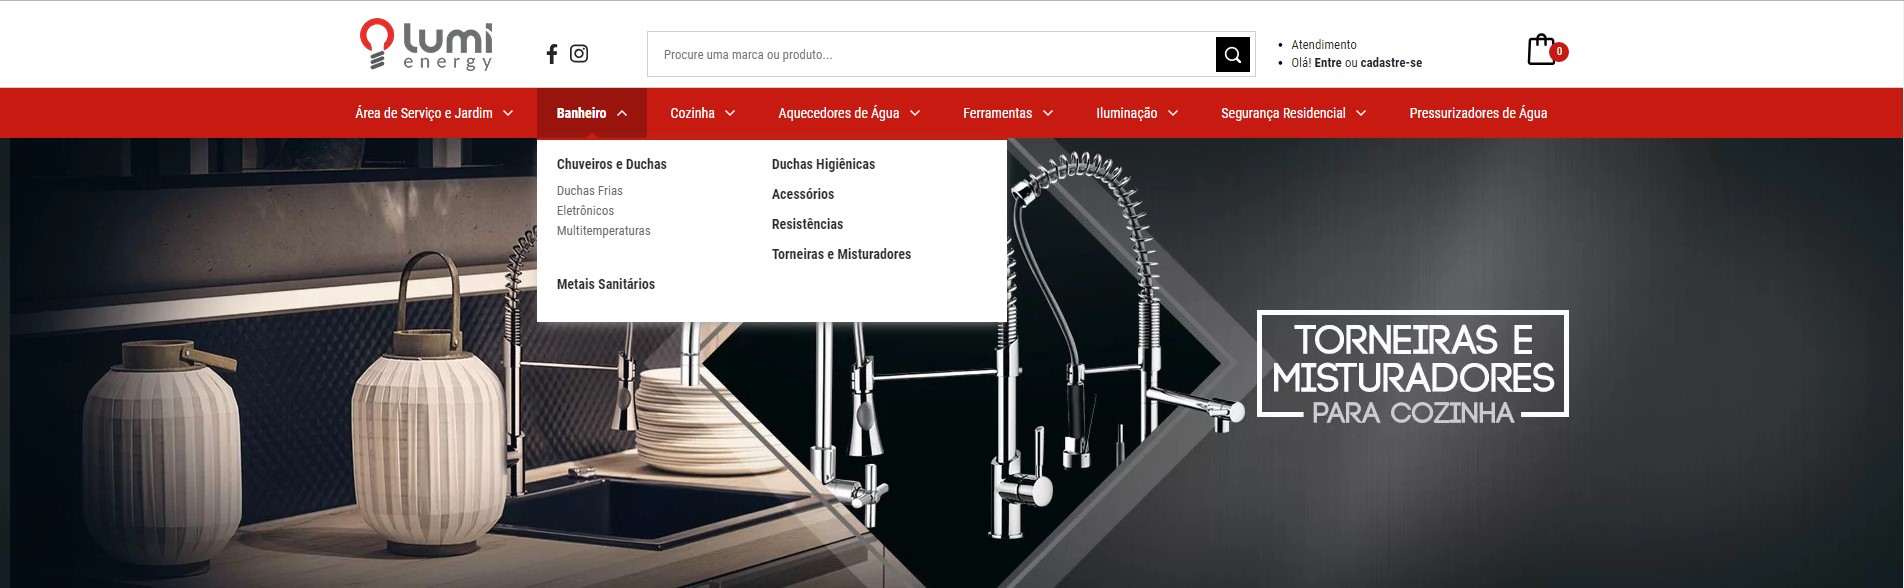 lumi
energy
Procure uma marca ou produto...
Atendimento
Olá! Entre ou cadastre-se
0
Área de Serviço e Jardim
Banheiro
Cozinha
Aquecedores de Água
Ferramentas
Iluminação
Segurança Residencial
Pressurizadores de Água
Chuveiros e Duchas
Duchas Frias
Eletrônicos
Multitemperaturas
Metais Sanitários
Duchas Higiênicas
Acessórios
Resistências
Torneiras e Misturadores
TORNEIRAS E
MISTURADORES
PARA COZINHA